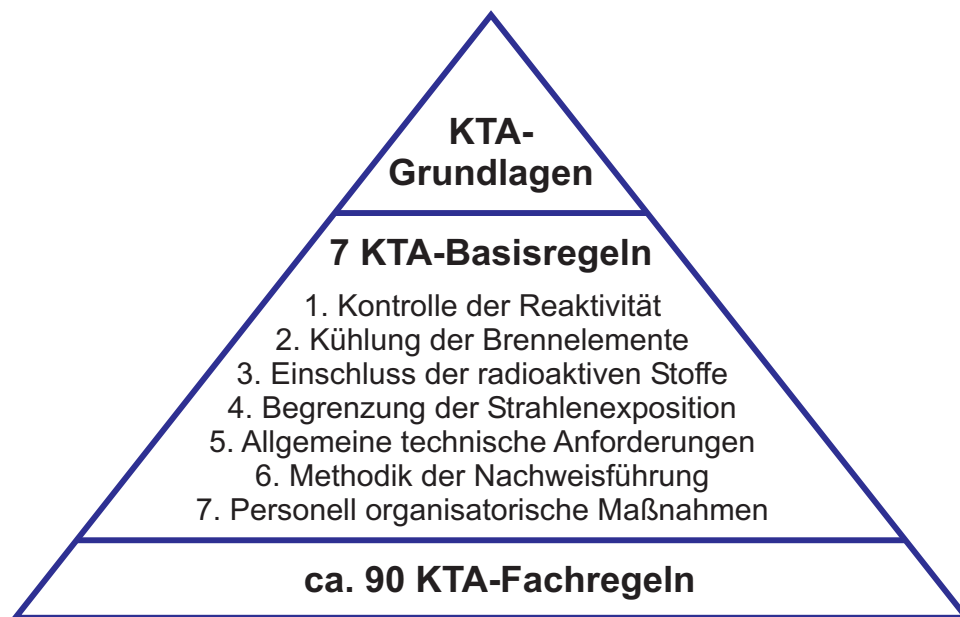 KTA-
Grundlagen
7 KTA-Basisregeln
1. Kontrolle der Reaktivität
2. Kühlung der Brennelemente
3. Einschluss der radioaktiven Stoffe
4. Begrenzung der Strahlenexposition
5. Allgemeine technische Anforderungen
6. Methodik der Nachweisführung
7. Personell organisatorische Maßnahmen
ca. 90 KTA-Fachregeln